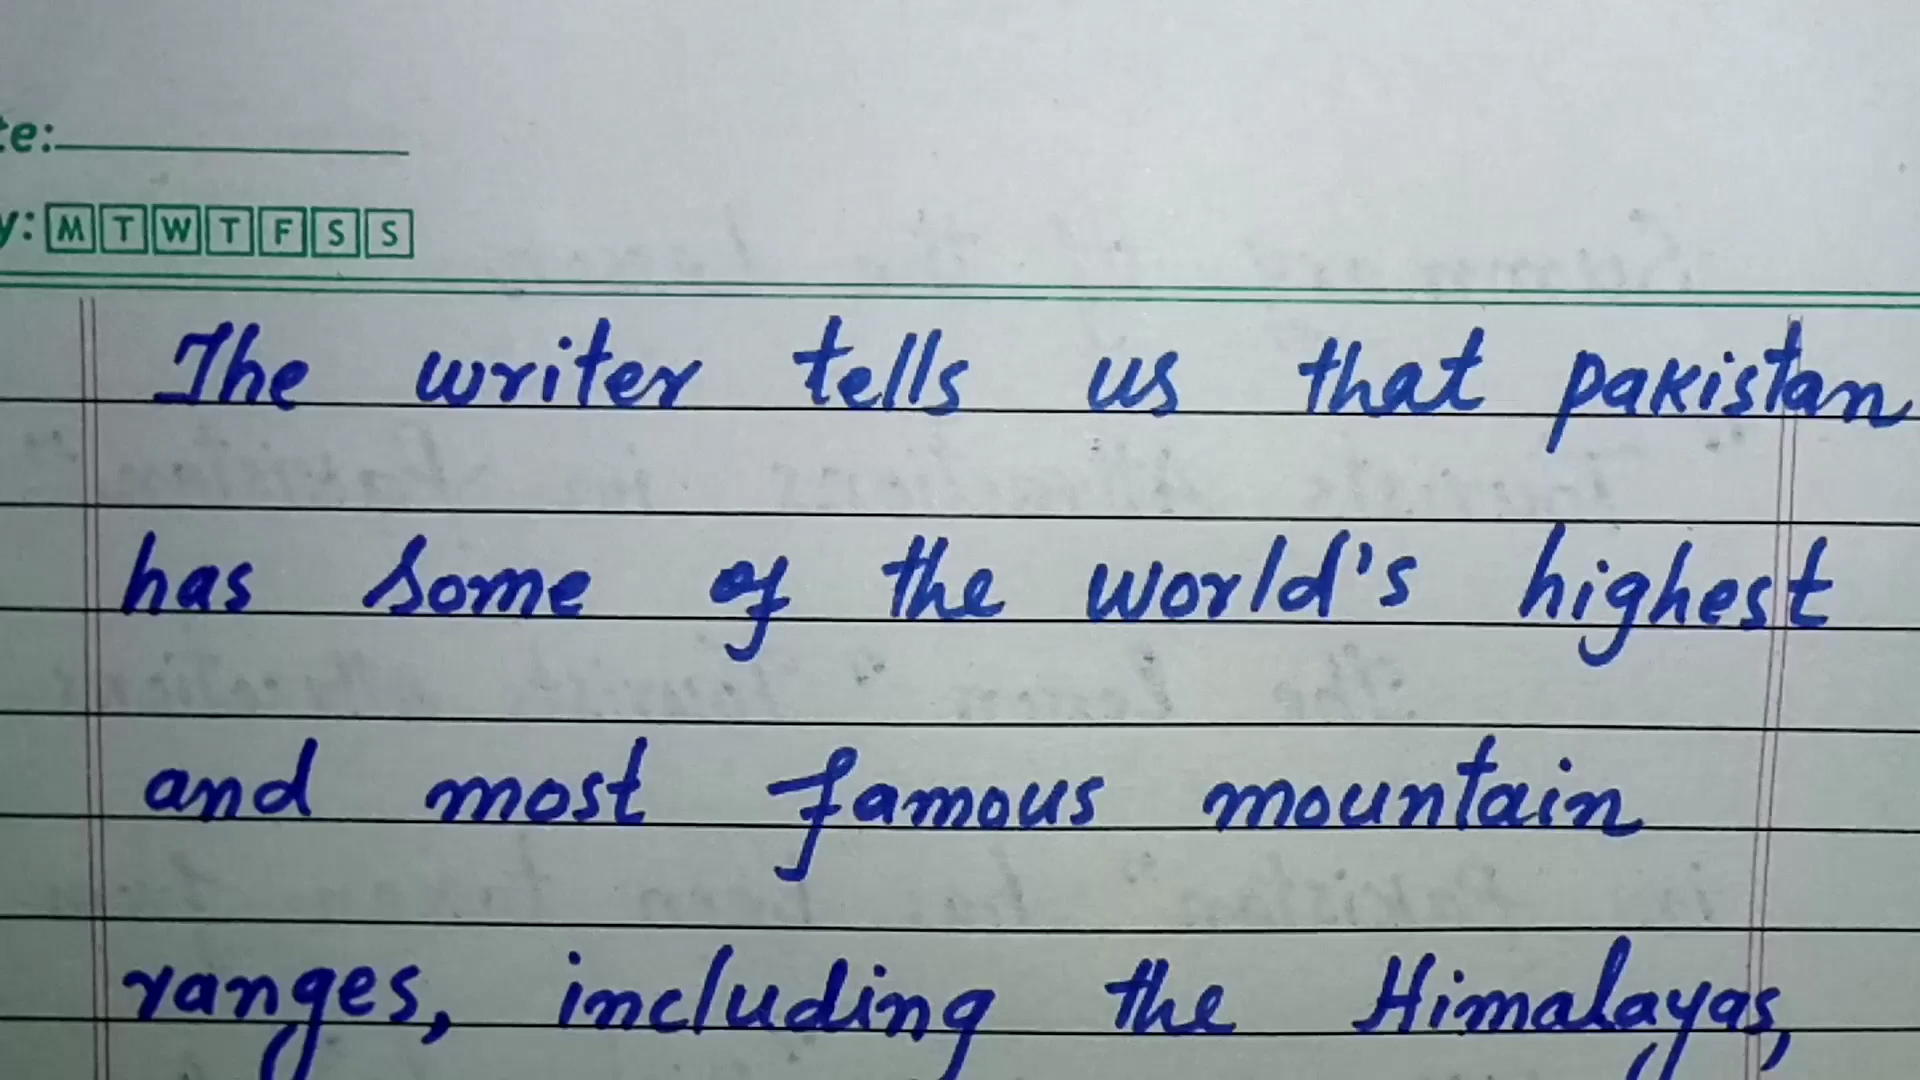 te:
y: M T W T F S S
The writer tells us that pakistan
has some of the world's highest
and most famous mountain
ranges, including the Himalayas,